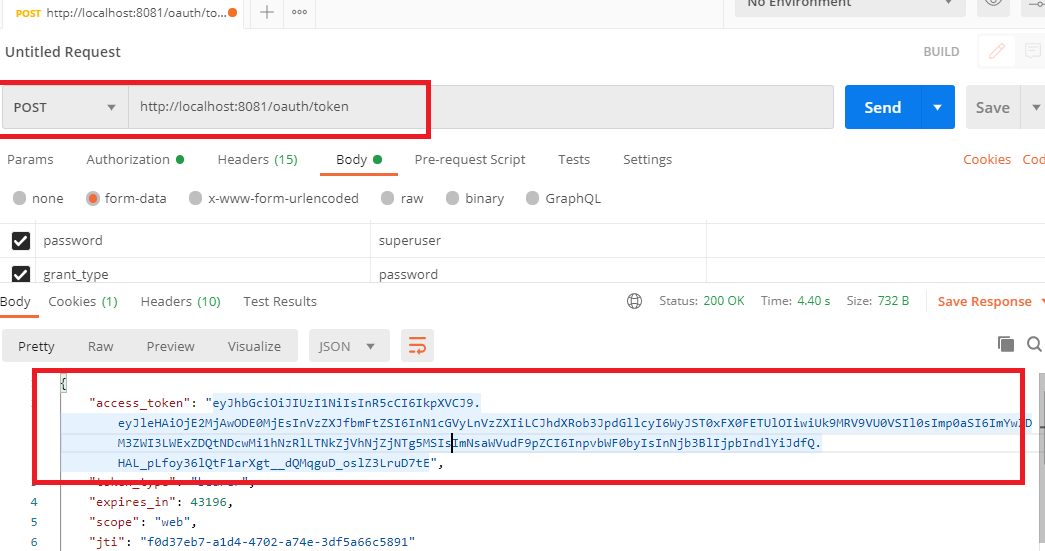 POST http://localhost:8081/oauth/to...
No Environment
Untitled Request
BUILD
POST
http://localhost:8081/oauth/token
Send
Save
Params
Authorization
Headers (15)
Body
Pre-request Script
Tests
Settings
Cookies
Cod
none
form-data
x-www-form-urlencoded
raw
binary
GraphQL
password
superuser
grant_type
password
Body
Cookies (1)
Headers (10)
Test Results
Status: 200 OK
Time: 4.40 s
Size: 732 B
Save Response
Pretty
Raw
Preview
Visualize
JSON
{
"access_token": "eyJhbGciOiJIUzI1NiIsInR5cCI6IkpXVCJ9.
eyJleHAiOjE2MjAwODE0MjEsInVzZXJfbmFtZSI6InN1cGVyLnVzZXIiLCJhdXRob3JpdGllcyI6WyJST0xFX0FETUlOIiwiUk9MRV9VU0VSIl0sImp0aSI6ImYwZD
M3ZWI3LWExZDQtNDcwMi1hNzRlLTNkZjVhNjZjNTg5MSIsImNsaWVudF9pZCI6InpvbWF0byIsInNjb3BlIjpbIndlYiJdfQ.
HAL_pLfoy36lQtF1arXgt__dQMqguD_oslZ3LruD7tE",
"token_type": "bearer",
4 "expires_in": 43196,
5 "scope": "web",
6 "jti": "f0d37eb7-a1d4-4702-a74e-3df5a66c5891"